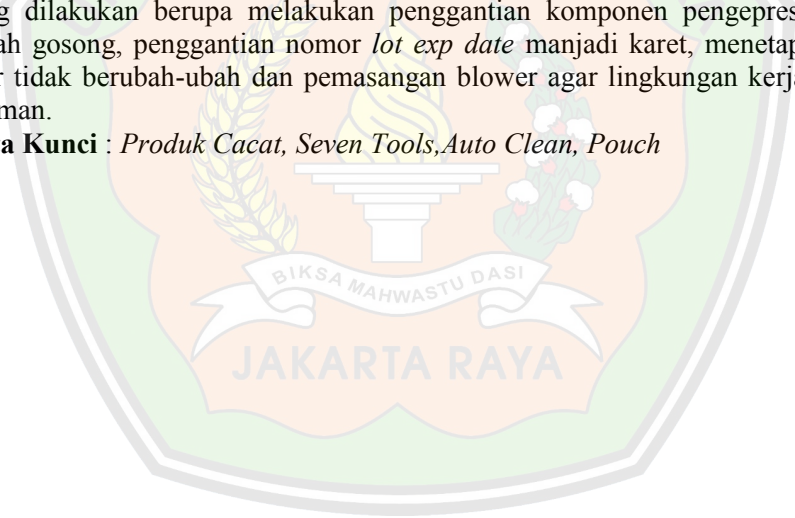 g dilakukan berupa melakukan penggantian komponen pengepres
ah gosong, penggantian nomor lot exp date manjadi karet, menetap
r tidak berubah-ubah dan pemasangan blower agar lingkungan kerja
man.
a Kunci : Produk Cacat, Seven Tools,Auto Clean, Pouch
BIKSA MAHWASTU DASI
JAKARTA RAYA